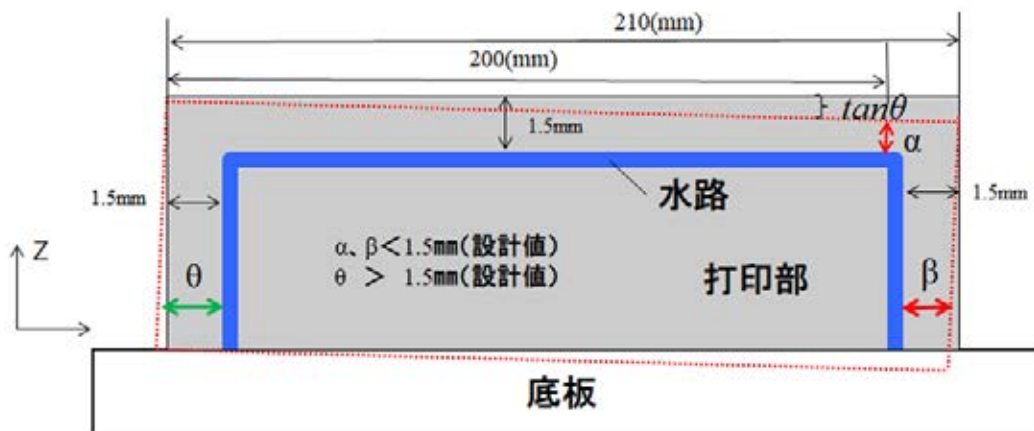 210(mm)
200(mm)
tanθ
1.5mm
α
1.5mm
水路
1.5mm
Z
α、β<1.5㎜(設計値)
θ > 1.5㎜(設計値)
θ
打印部
β
底板